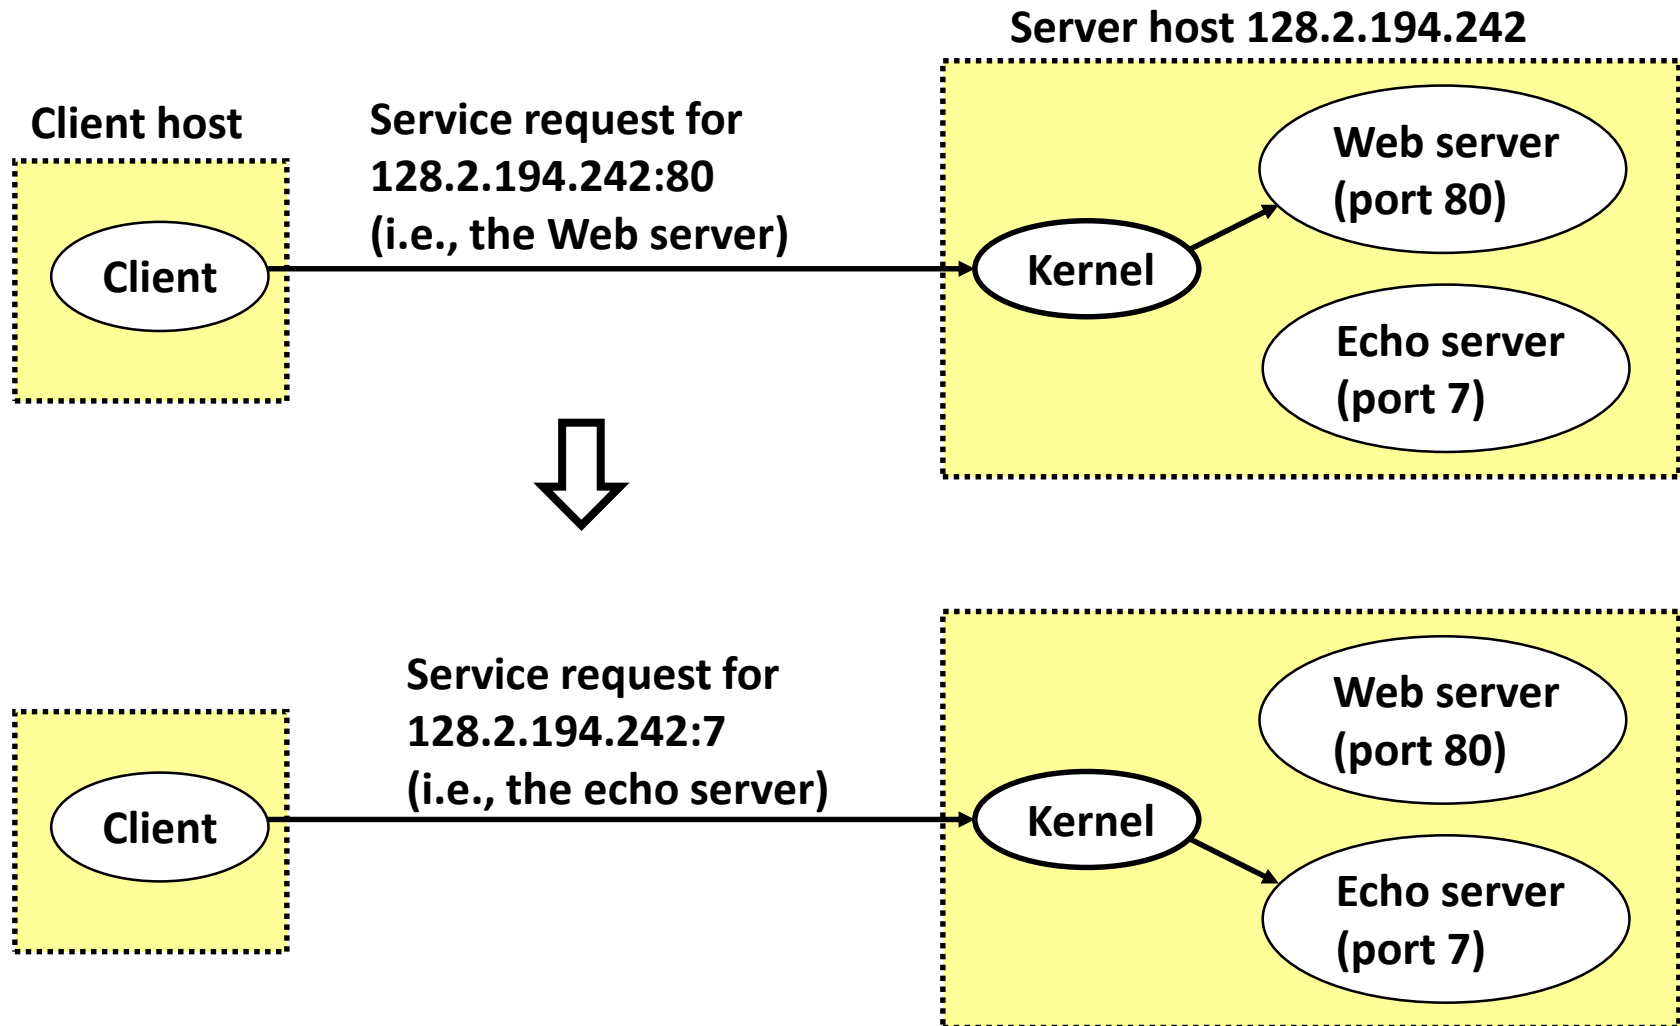 Server host 128.2.194.242
Client host
Service request for
128.2.194.242:80
(i.e., the Web server)
Client
Kernel
Web server
(port 80)
Echo server
(port 7)
Service request for
128.2.194.242:7
(i.e., the echo server)
Client
Kernel
Web server
(port 80)
Echo server
(port 7)